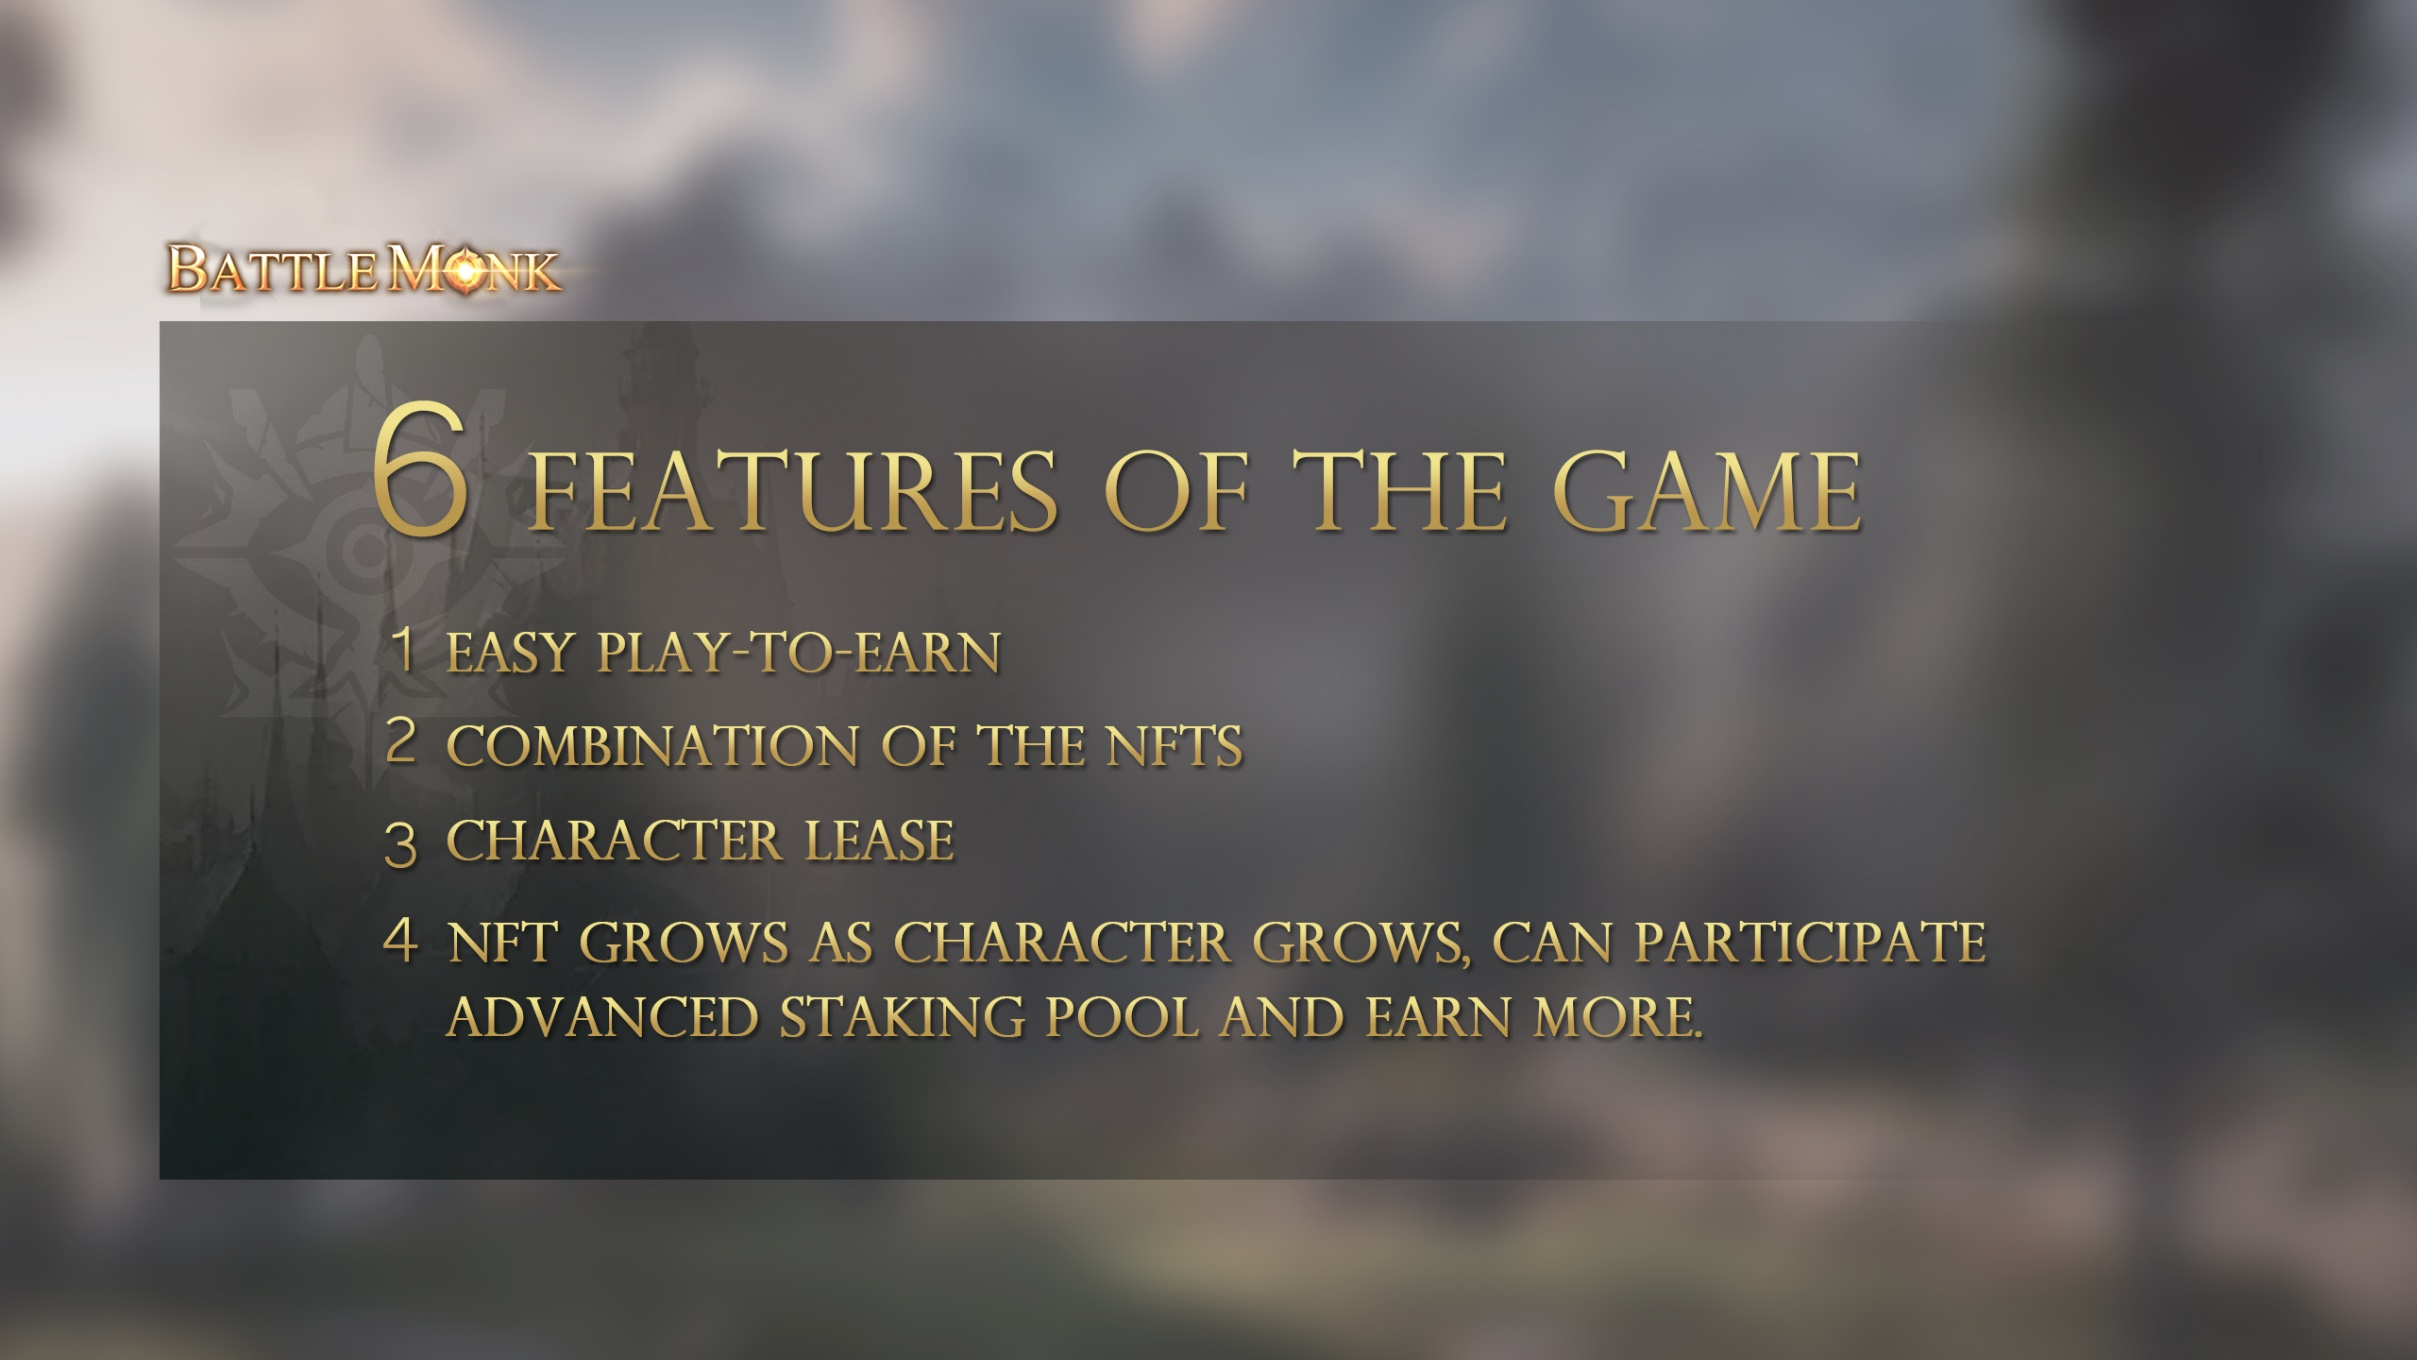 BATTLE MONK
6 FEATURES OF THE GAME
1 EASY PLAY-TO-EARN
2 COMBINATION OF THE NFTS
3 CHARACTER LEASE
4 NFT GROWS AS CHARACTER GROWS, CAN PARTICIPATE
ADVANCED STAKING POOL AND EARN MORE.